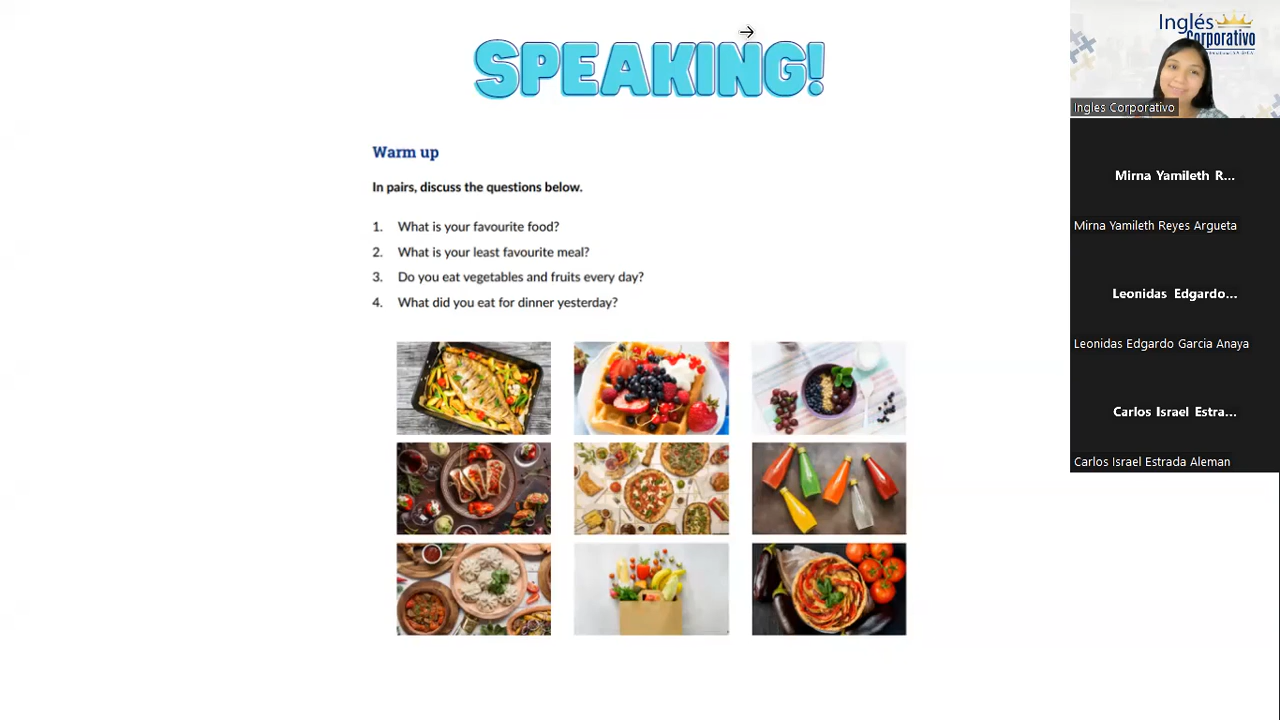 SPEAKING!
Warm up
In pairs, discuss the questions below.
1. What is your favourite food?
2. What is your least favourite meal?
3. Do you eat vegetables and fruits every day?
4. What did you eat for dinner yesterday?
Inglés
Corporativo
Ingles Corporativo
Mirna Yamileth R...
Mirna Yamileth Reyes Argueta
Leonidas Edgardo...
Leonidas Edgardo Garcia Anaya
Carlos Israel Estra...
Carlos Israel Estrada Aleman